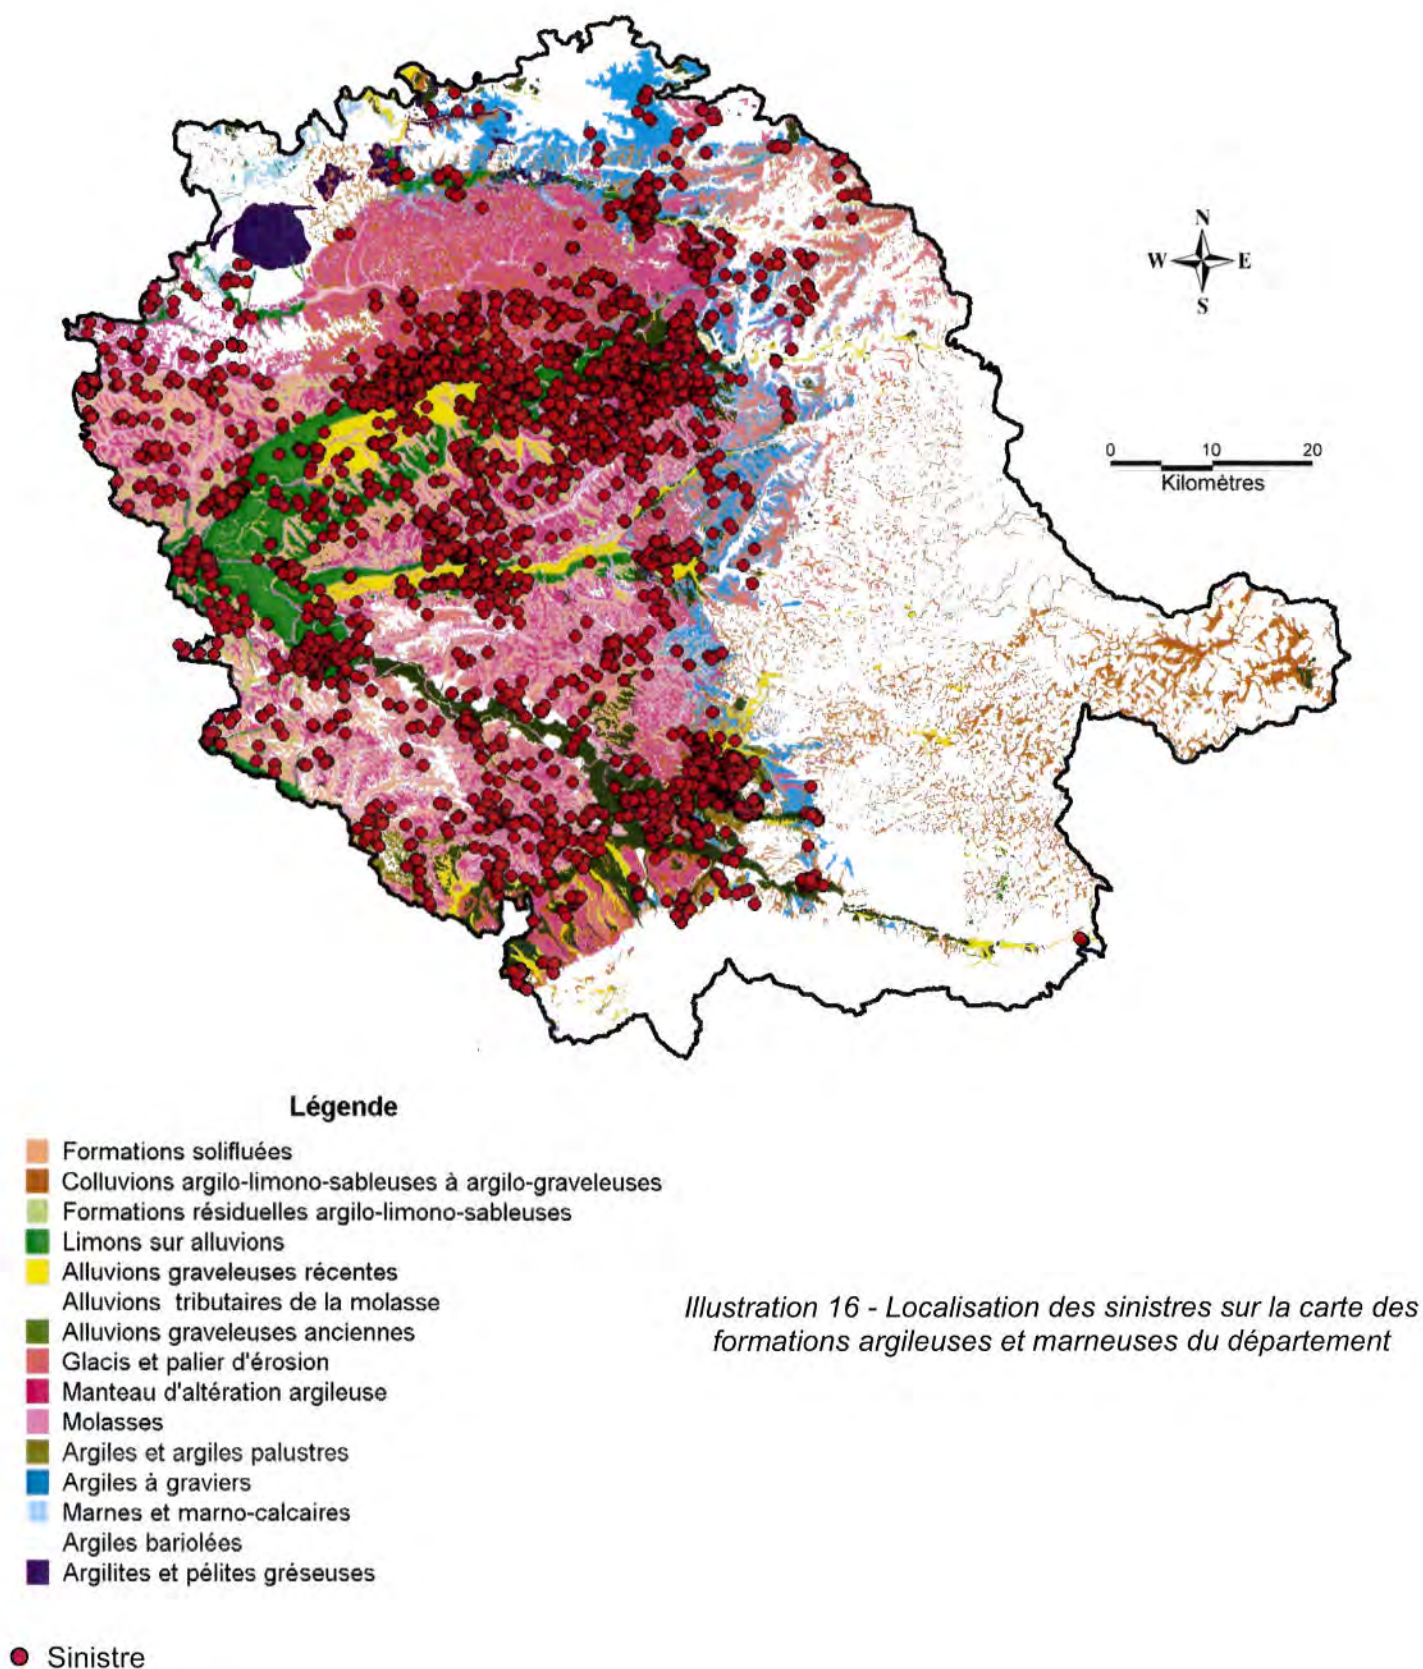 N
W E
S
0 10 20
Kilomètres
Légende
Formations solifluées
Colluvions argilo-limono-sableuses à argilo-graveleuses
Formations résiduelles argilo-limono-sableuses
Limons sur alluvions
Alluvions graveleuses récentes
Alluvions tributaires de la molasse
Alluvions graveleuses anciennes
Glacis et palier d'érosion
Manteau d'altération argileuse
Molasses
Argiles et argiles palustres
Argiles à graviers
Marnes et marno-calcaires
Argiles bariolées
Argilites et pélites gréseuses
Sinistre
Illustration 16 - Localisation des sinistres sur la carte des
formations argileuses et marneuses du département